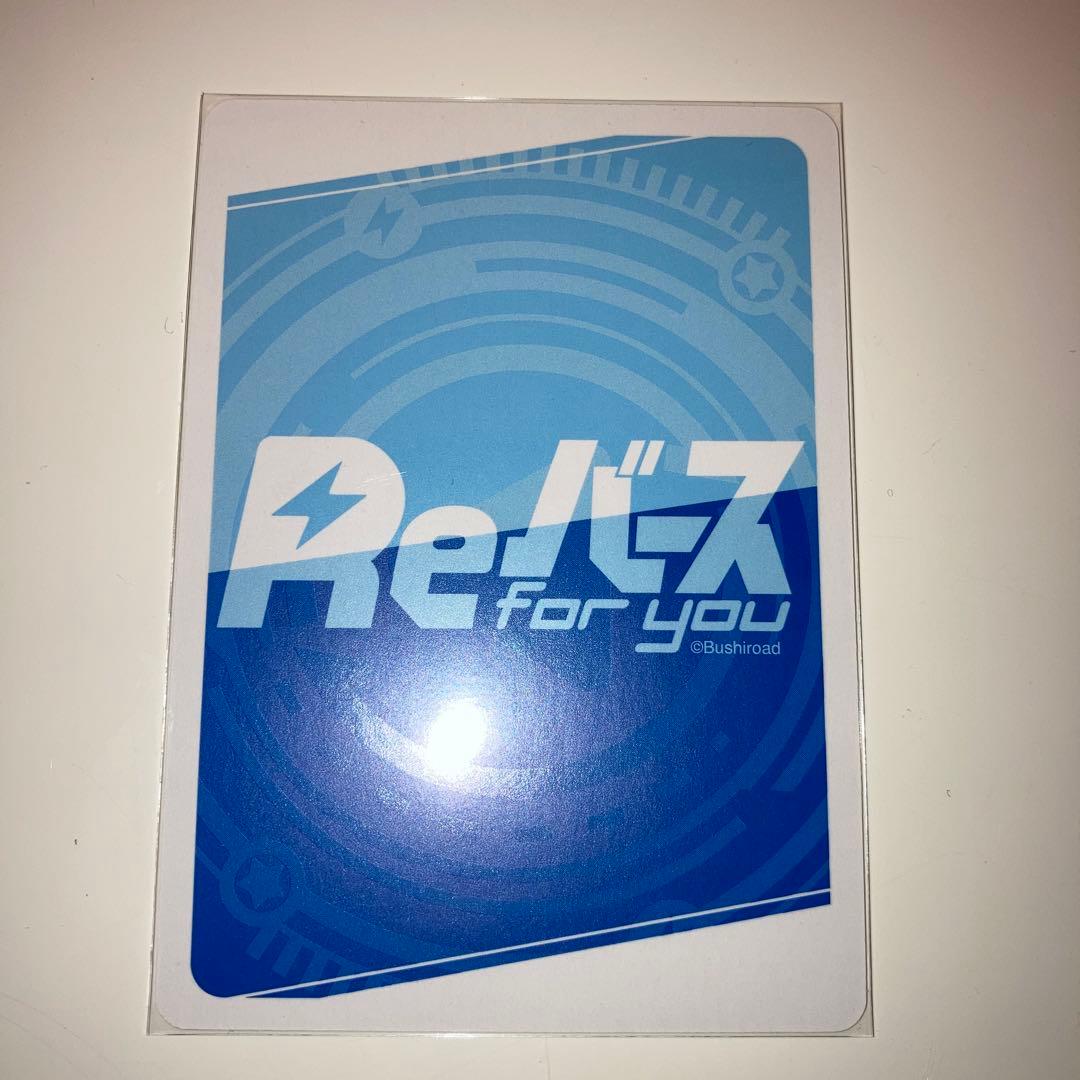 Reバース
for you
©Bushiroad